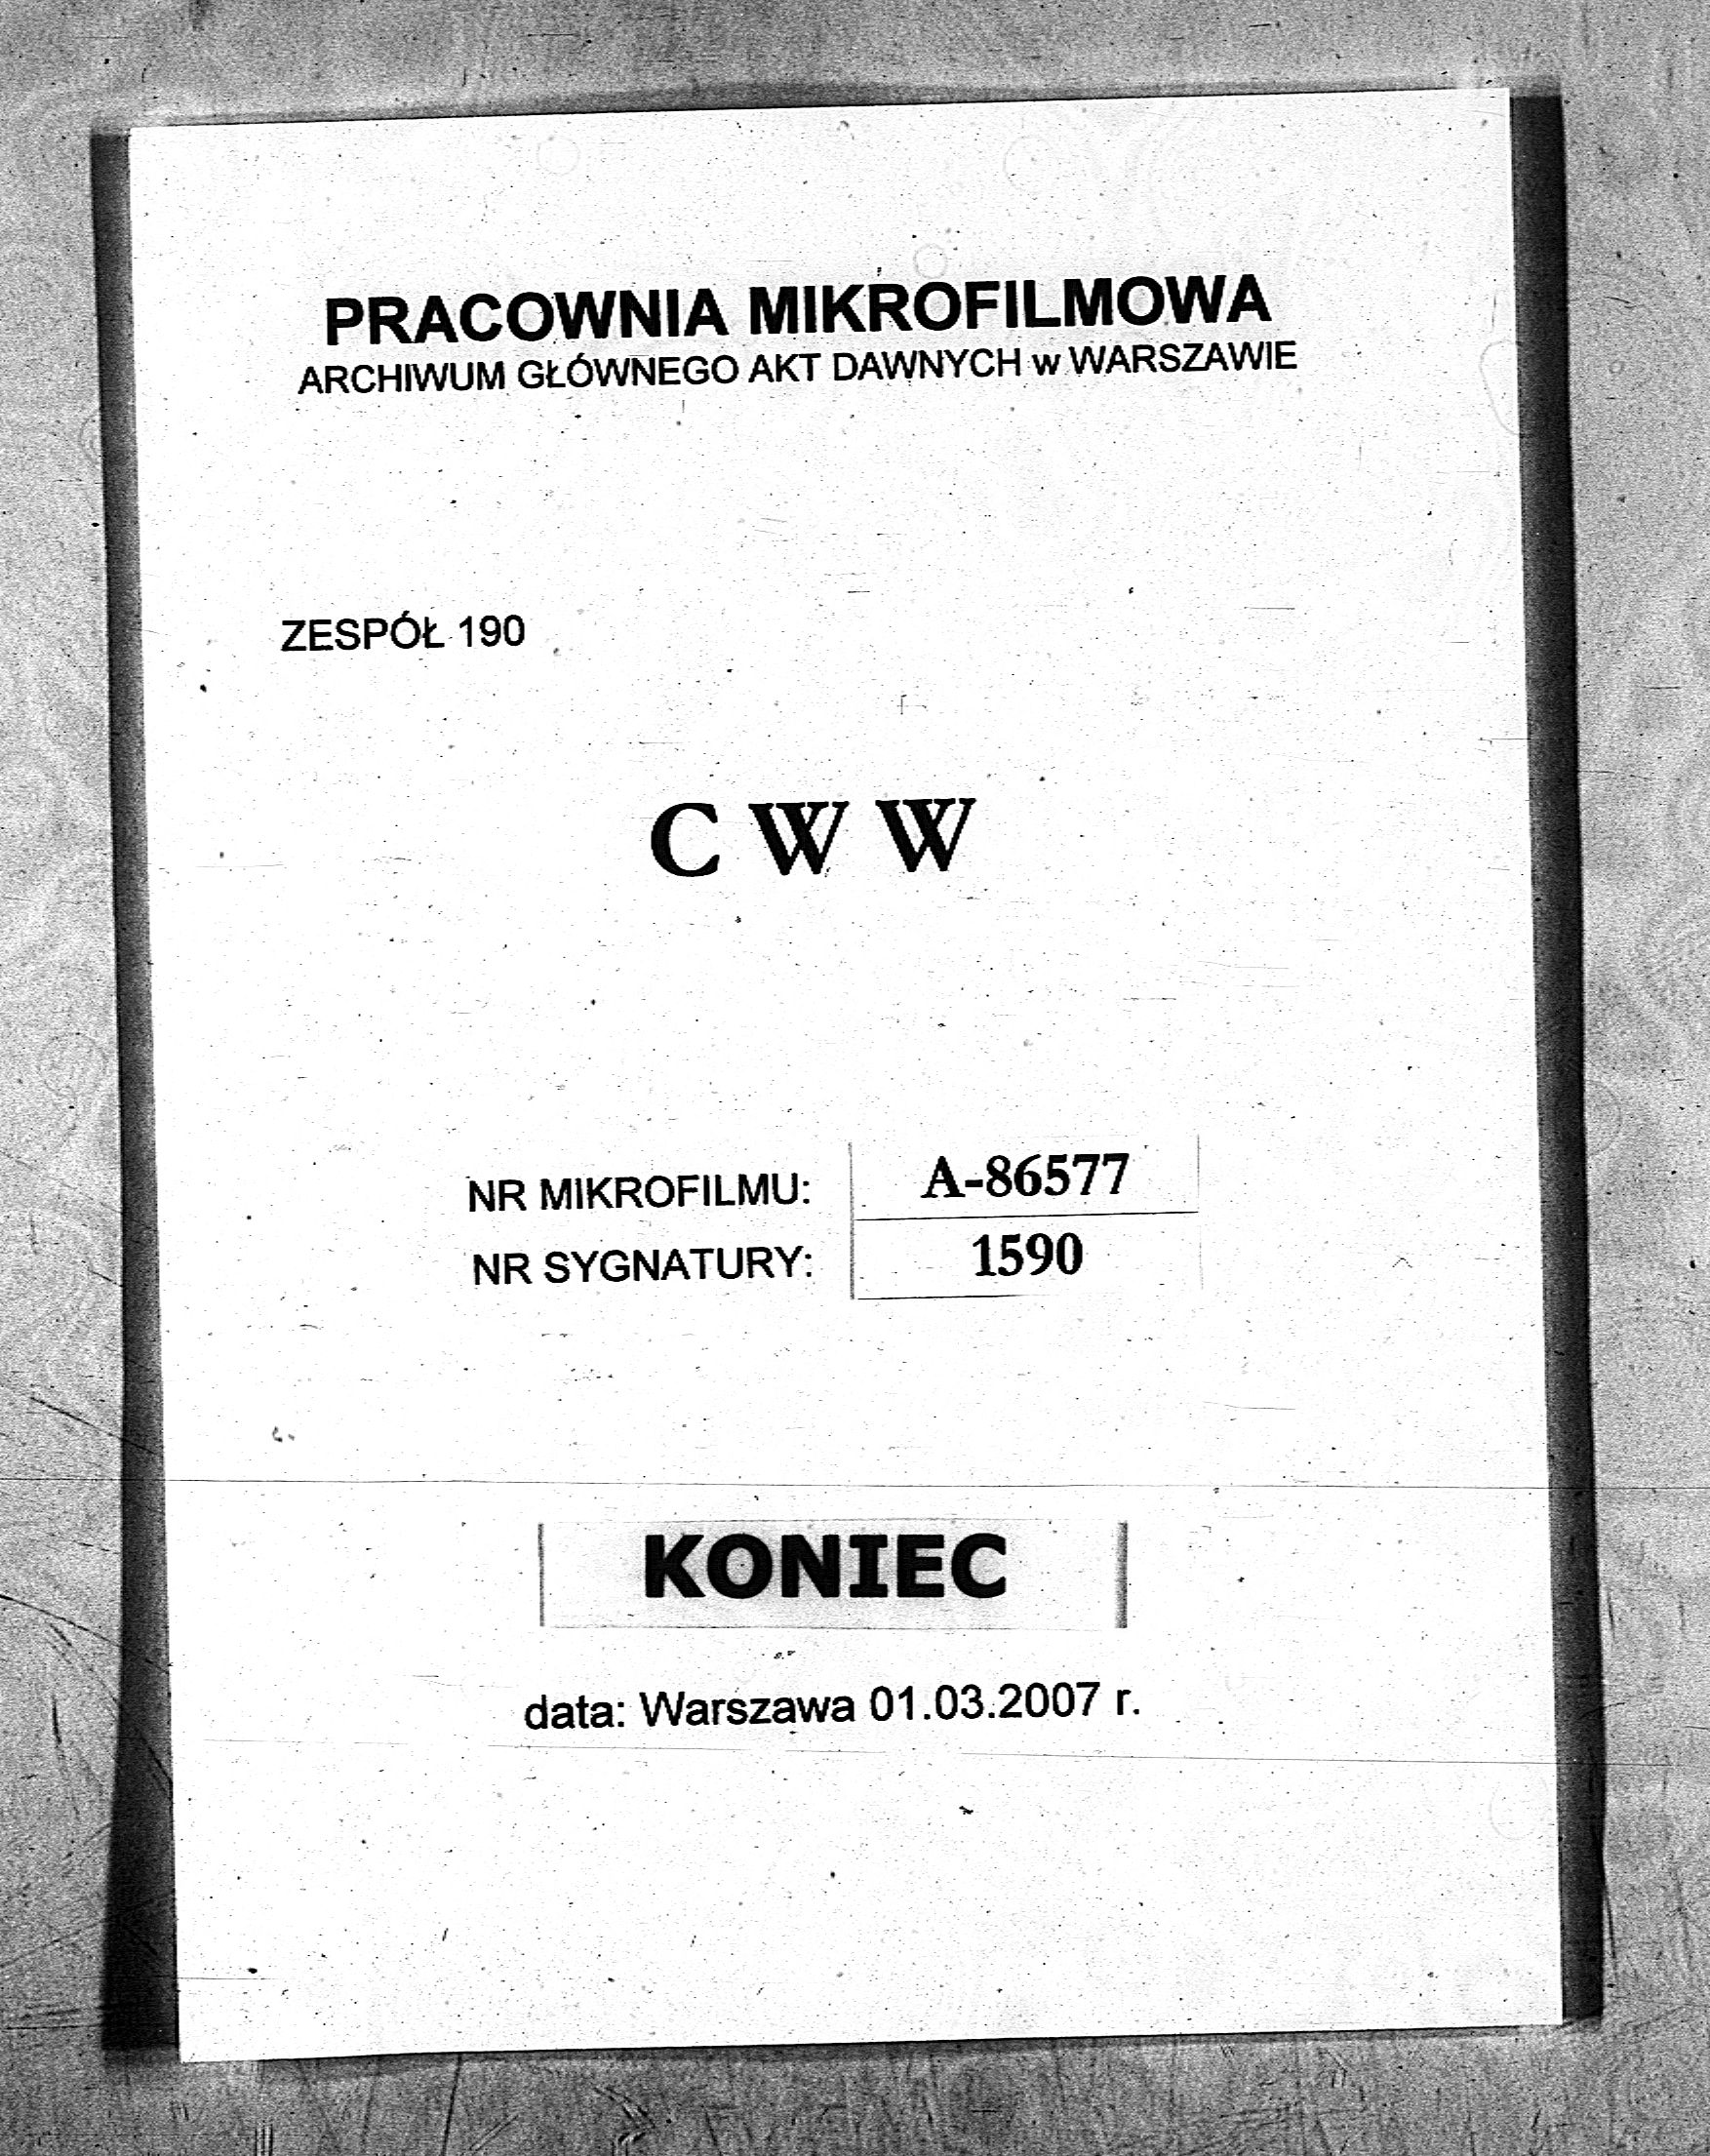 PRACOWNIA MIKROFILMOWA
ARCHIWUM GŁÓWNEGO AKT DAWNYCH w WARSZAWIE
ZESPÓŁ 190
C W W
NR MIKROFILMU: A-86577
NR SYGNATURY: 1590
KONIEC
data: Warszawa 01.03.2007 r.